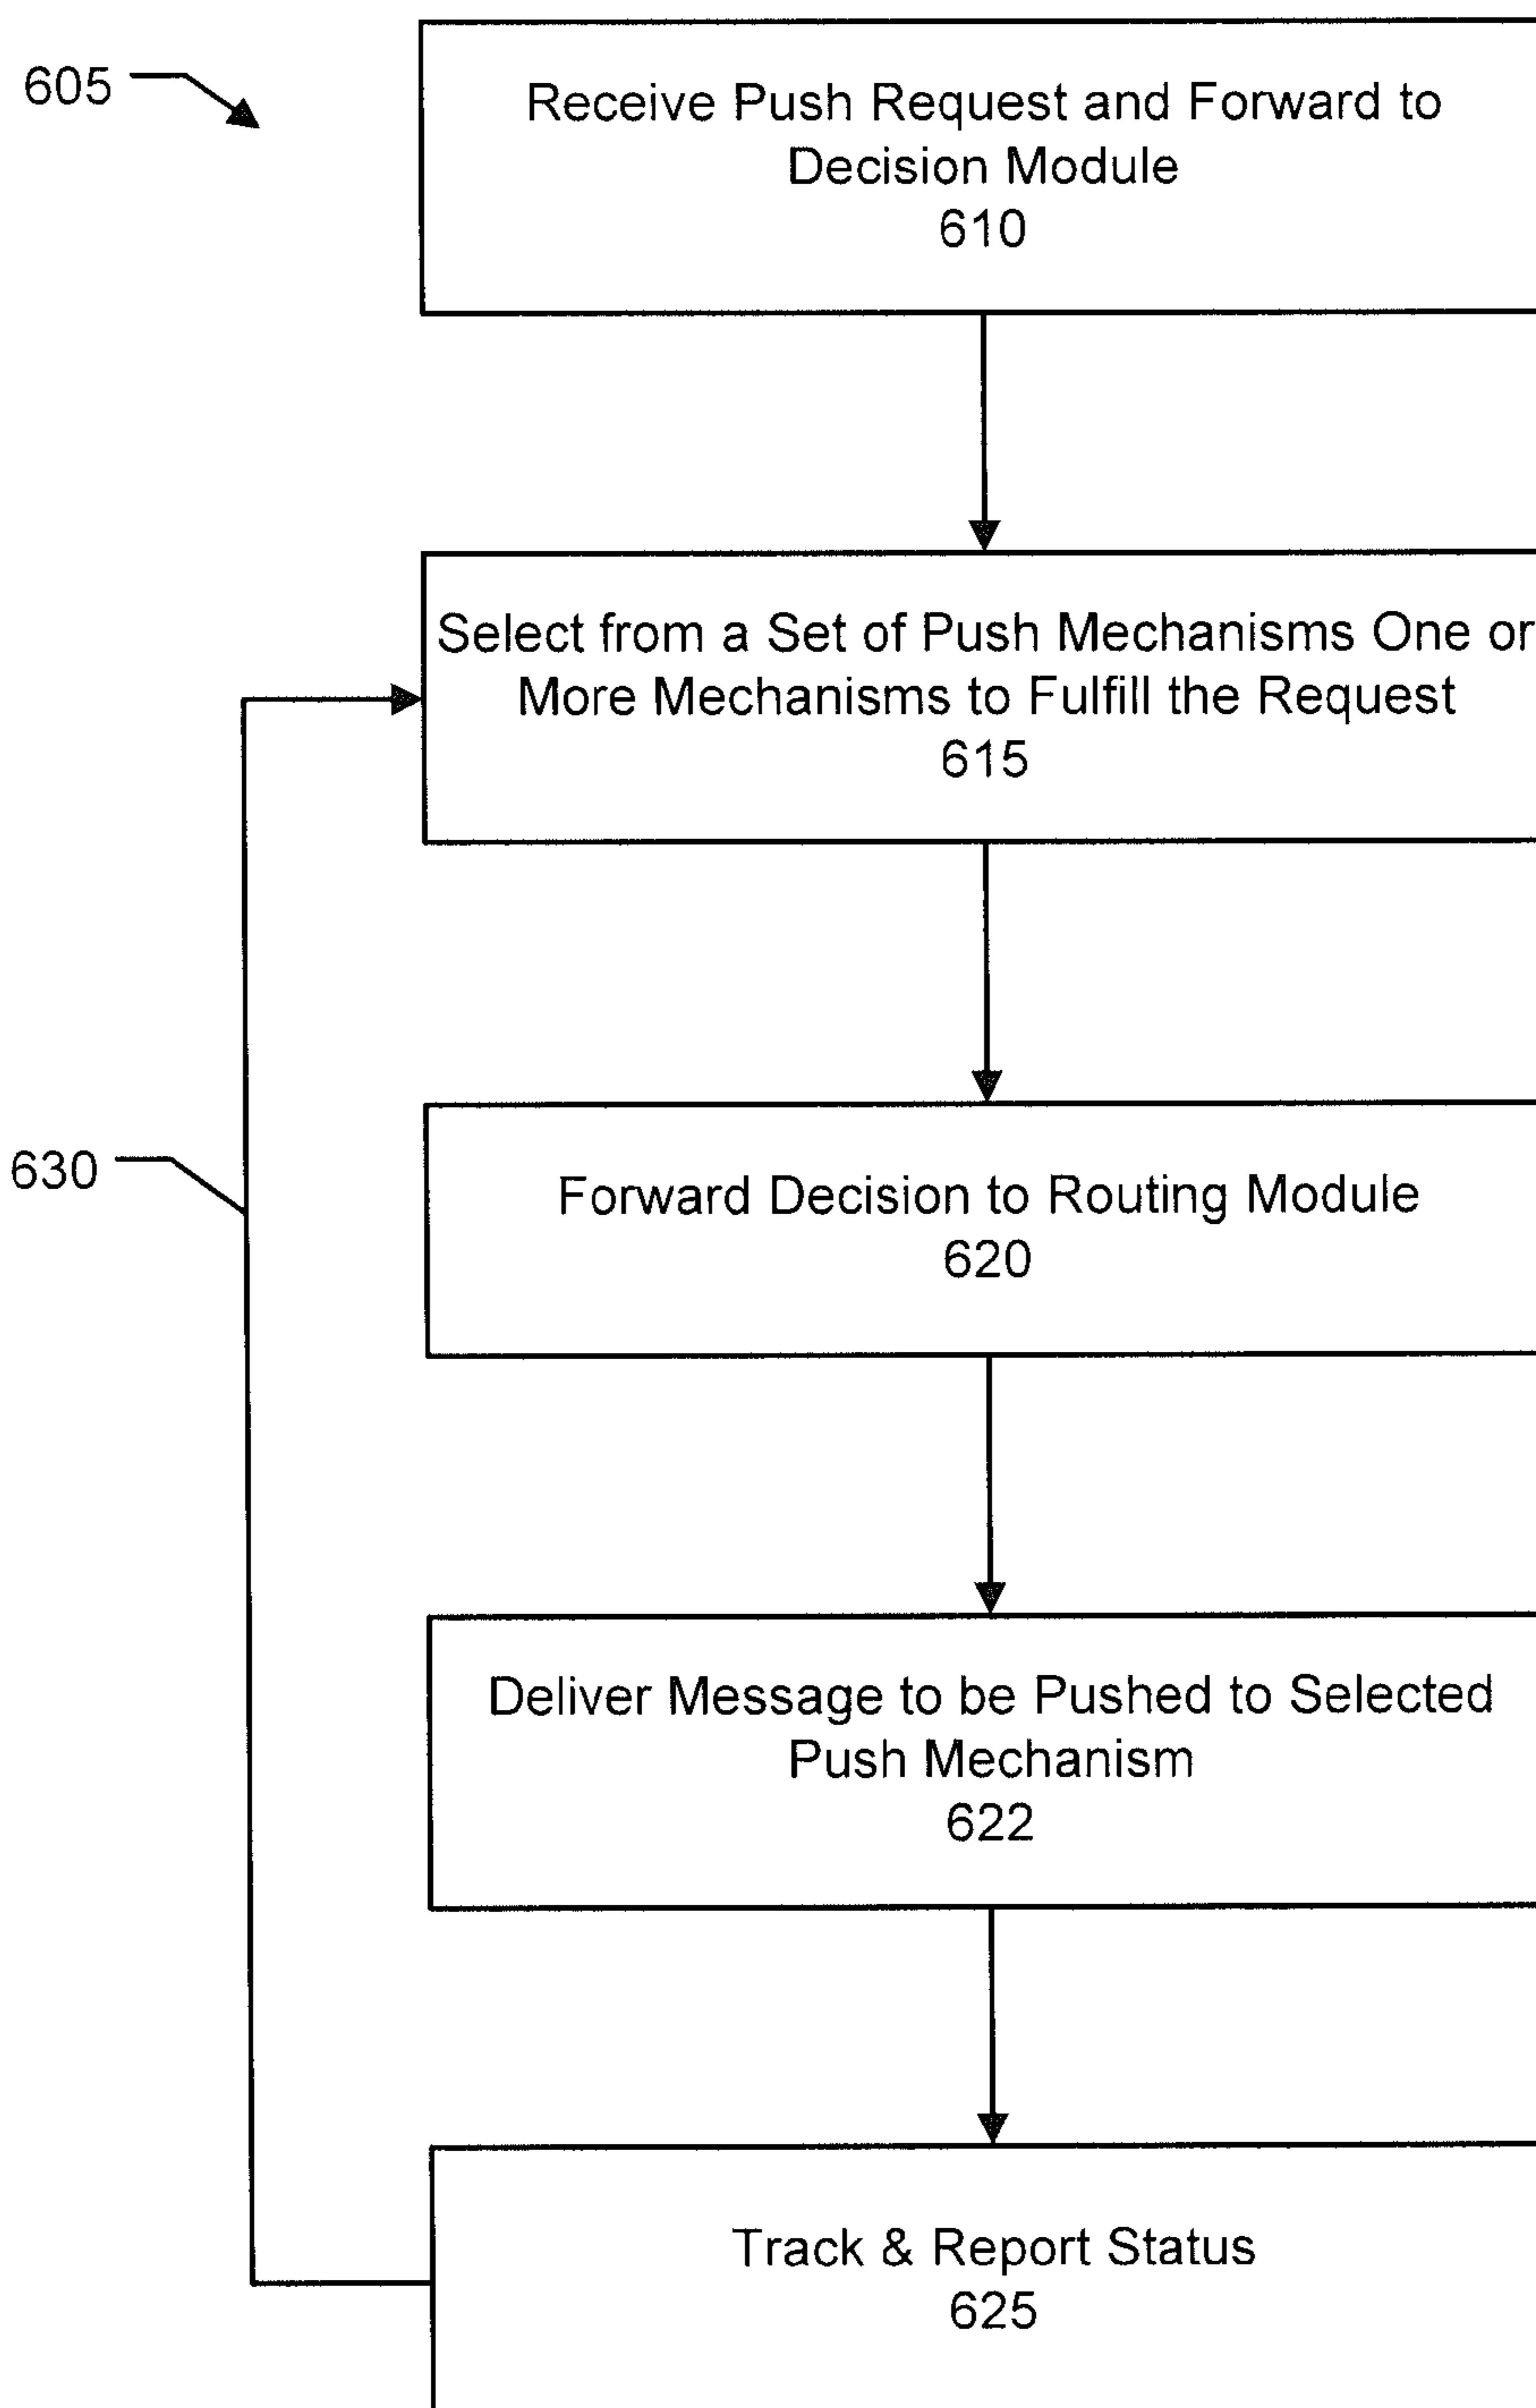 605
Receive Push Request and Forward to
Decision Module
610
Select from a Set of Push Mechanisms One or
More Mechanisms to Fulfill the Request
615
630
Forward Decision to Routing Module
620
Deliver Message to be Pushed to Selected
Push Mechanism
622
Track & Report Status
625